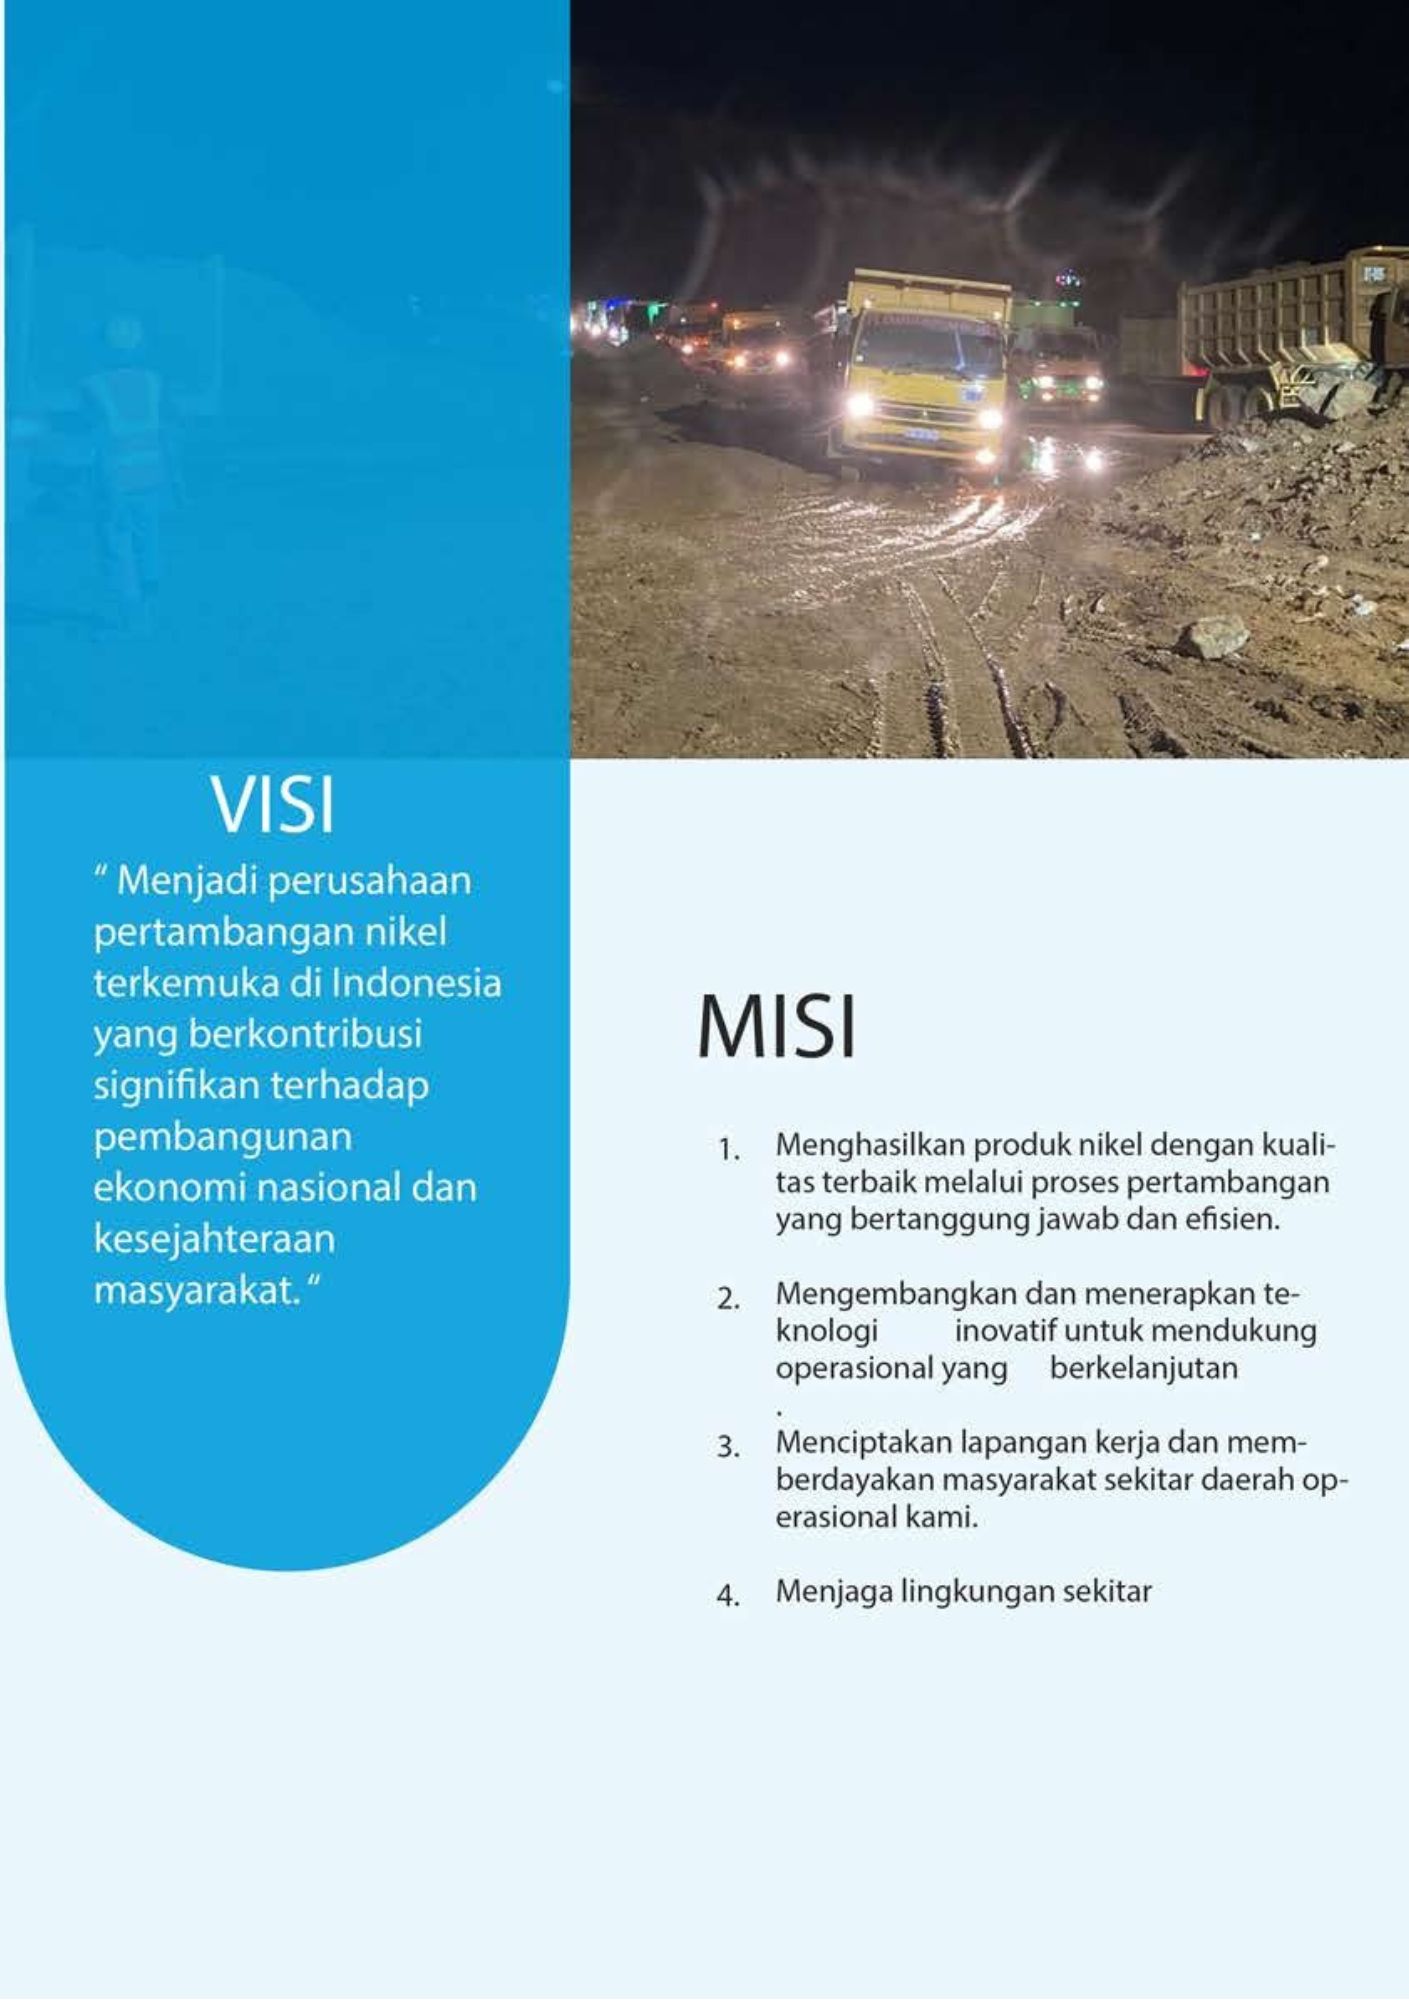 VISI
“ Menjadi perusahaan
pertambangan nikel
terkemuka di Indonesia
yang berkontribusi
signifikan terhadap
pembangunan
ekonomi nasional dan
kesejahteraan
masyarakat. “
MISI
1. Menghasilkan produk nikel dengan kuali-
tas terbaik melalui proses pertambangan
yang bertanggung jawab dan efisien.
2. Mengembangkan dan menerapkan te-
knologi inovatif untuk mendukung
operasional yang berkelanjutan
.
3. Menciptakan lapangan kerja dan mem-
berdayakan masyarakat sekitar daerah op-
erasional kami.
4. Menjaga lingkungan sekitar